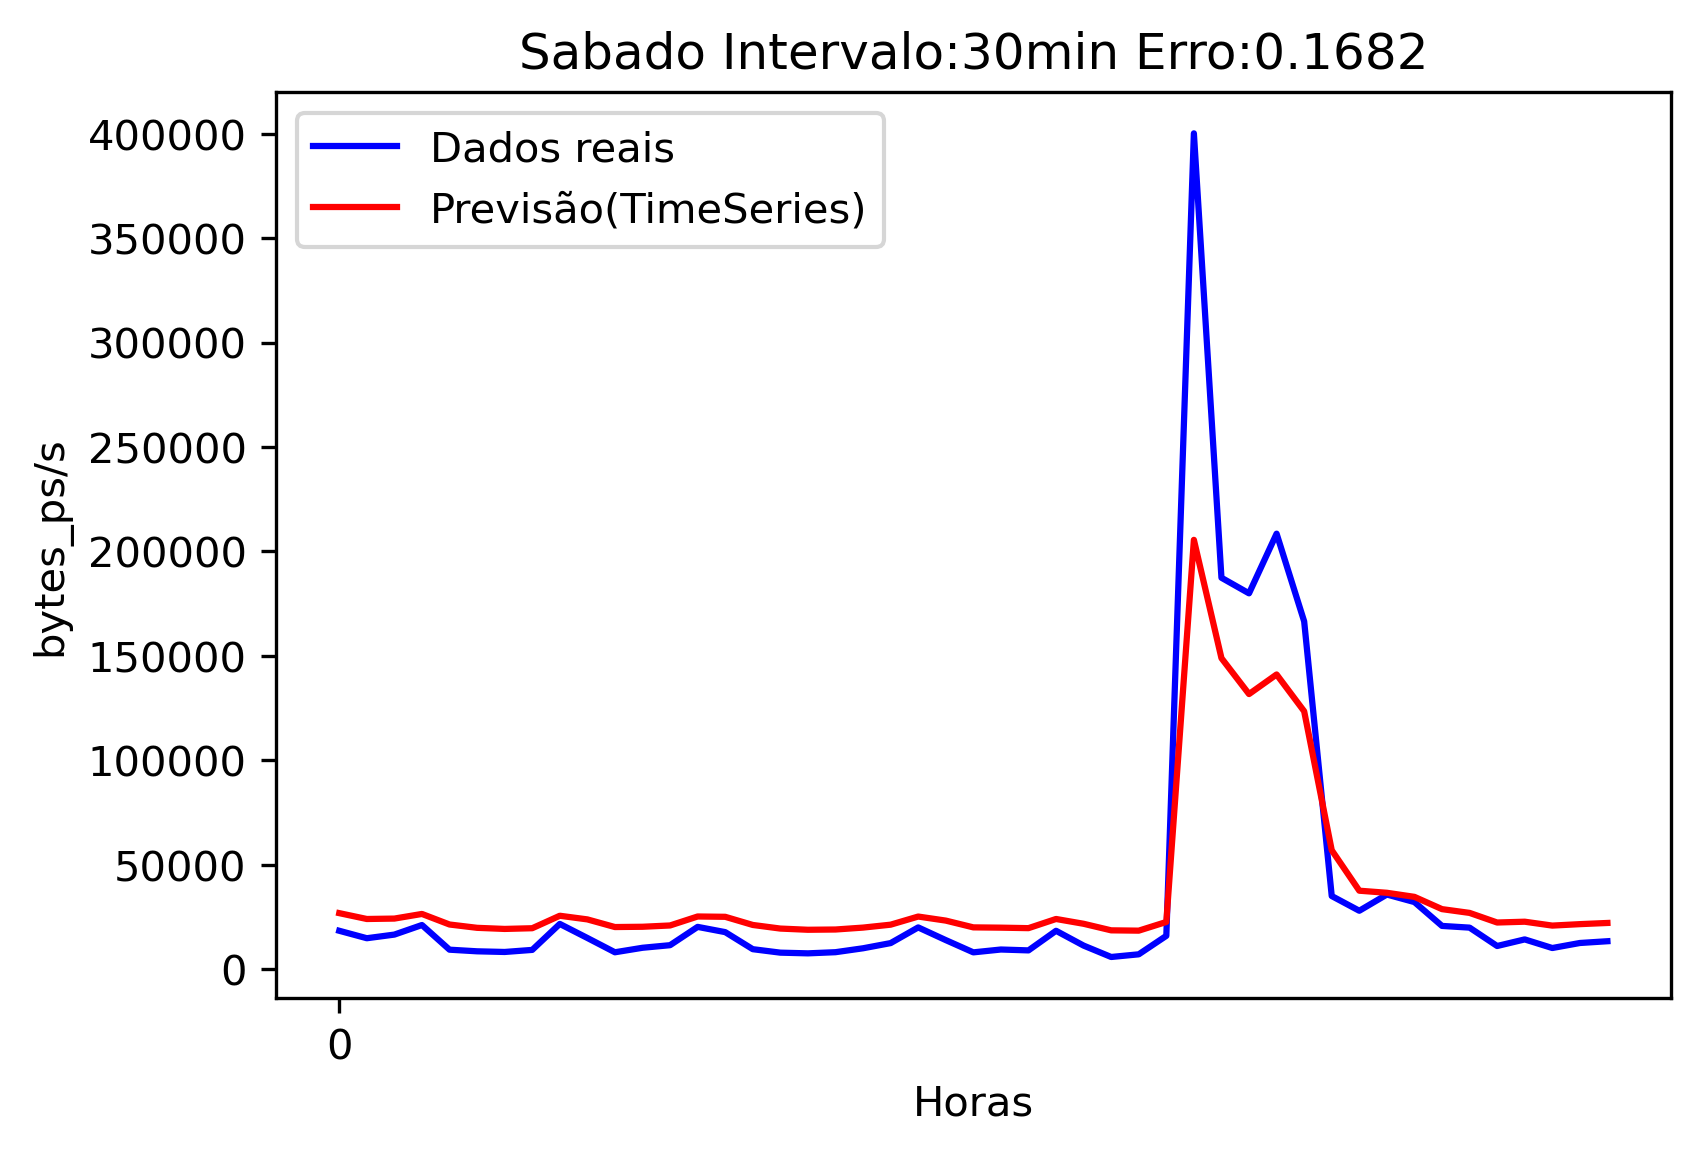 Sabado Intervalo:30min Erro:0.1682
Dados reais
Previsão(TimeSeries)
400000
350000
300000
250000
200000
150000
100000
50000
0
bytes_ps/s
0
Horas